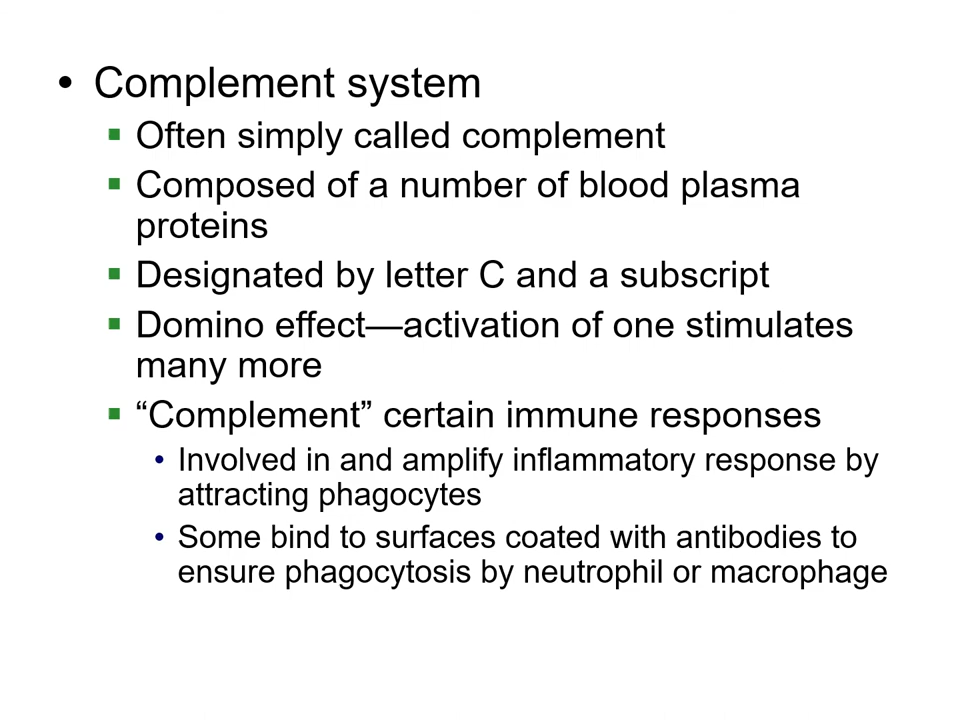 • Complement system
▪ Often simply called complement
▪ Composed of a number of blood plasma
proteins
▪ Designated by letter C and a subscript
▪ Domino effect—activation of one stimulates
many more
▪ “Complement” certain immune responses
• Involved in and amplify inflammatory response by
attracting phagocytes
• Some bind to surfaces coated with antibodies to
ensure phagocytosis by neutrophil or macrophage